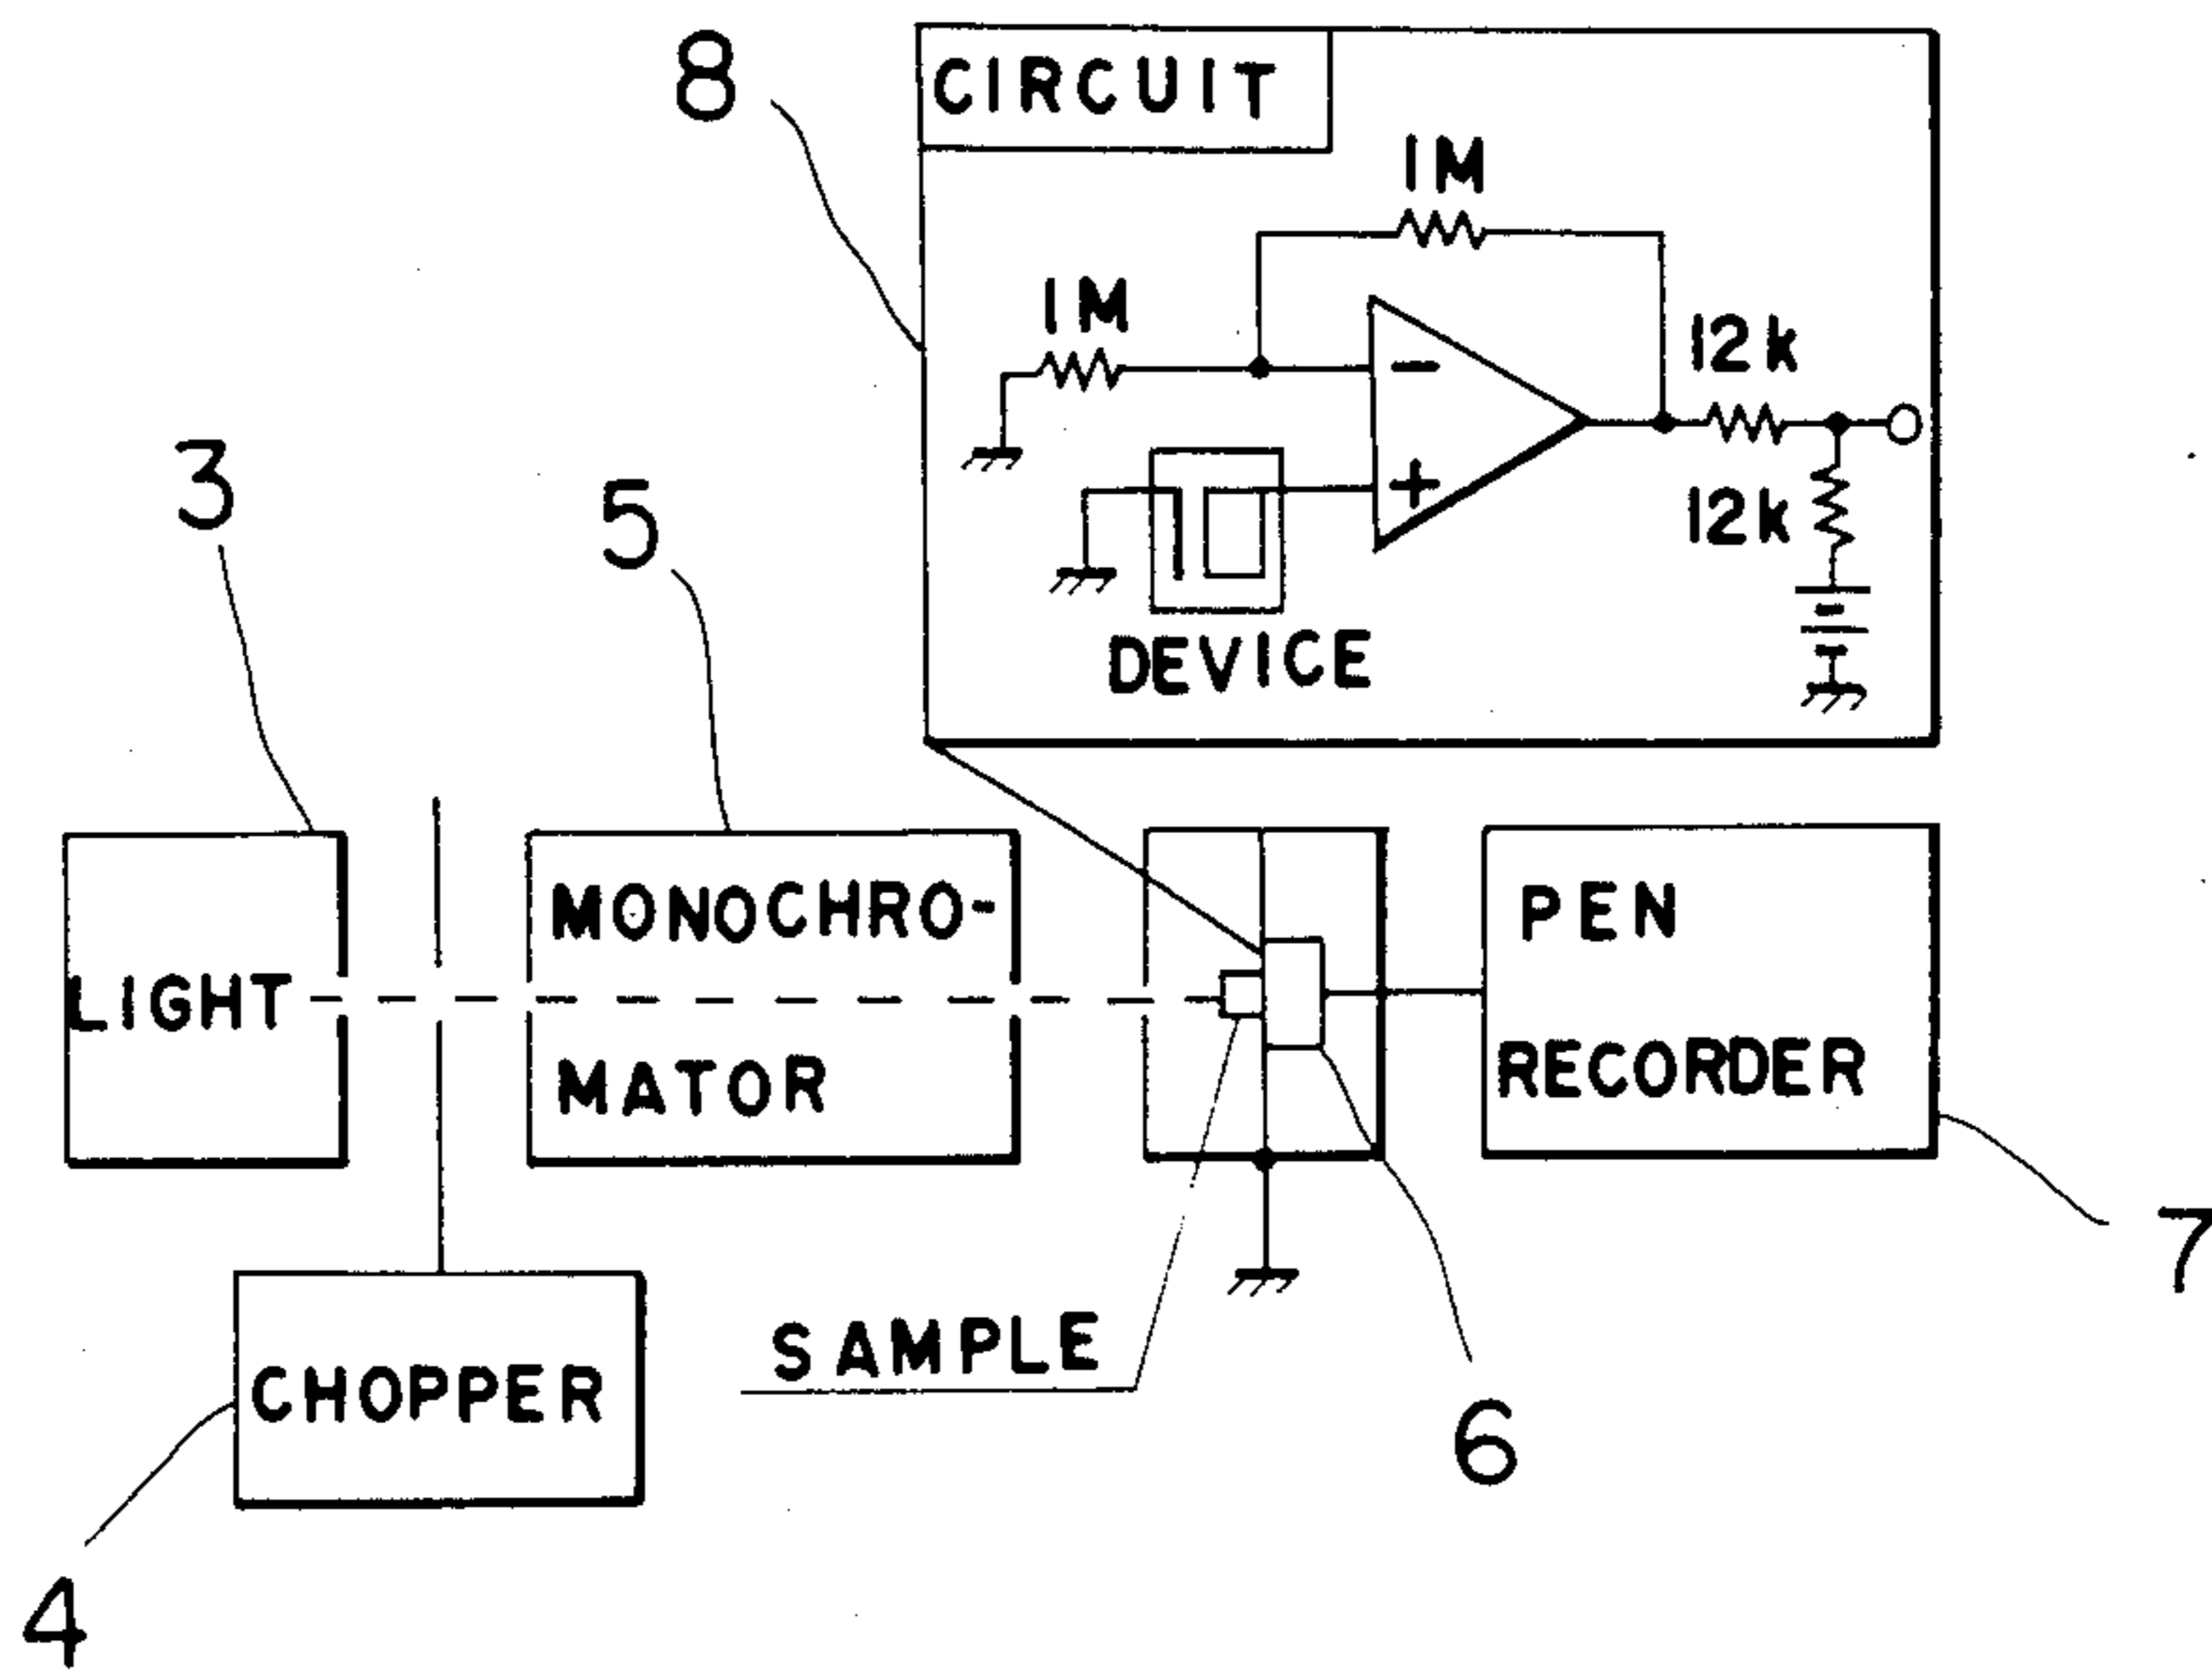 8
CIRCUIT
1M
1M
12k
3
5
-
+
12k
DEVICE
LIGHT
MONOCHRO-
MATOR
PEN
RECORDER
7
CHOPPER
SAMPLE
6
4